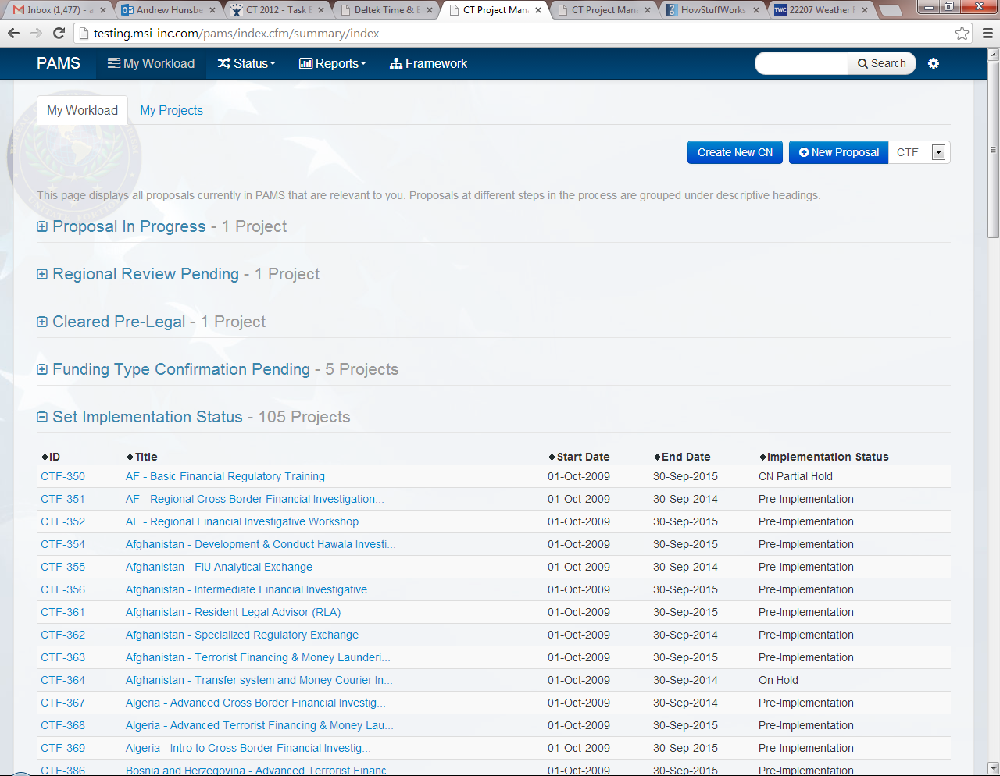 Inbox (1,477) - a
Andrew Hunsbe
CT 2012 - Task
Deltek Time & E
CT Project Man
CT Project Man
HowStuffWorks
22207 Weather
testing.msi-inc.com/pams/index.cfm/summary/index
PAMS My Workload Status Reports Framework Search
My Workload My Projects
Create New CN New Proposal CTF
This page displays all proposals currently in PAMS that are relevant to you. Proposals at different steps in the process are grouped under descriptive headings.
Proposal In Progress - 1 Project
Regional Review Pending - 1 Project
Cleared Pre-Legal - 1 Project
Funding Type Confirmation Pending - 5 Projects
Set Implementation Status - 105 Projects
ID Title Start Date End Date Implementation Status
CTF-350 AF - Basic Financial Regulatory Training 01-Oct-2009 30-Sep-2015 CN Partial Hold
CTF-351 AF - Regional Cross Border Financial Investigation... 01-Oct-2009 30-Sep-2014 Pre-Implementation
CTF-352 AF - Regional Financial Investigative Workshop 01-Oct-2009 30-Sep-2015 Pre-Implementation
CTF-354 Afghanistan - Development & Conduct Hawala Investi... 01-Oct-2009 30-Sep-2015 Pre-Implementation
CTF-355 Afghanistan - FIU Analytical Exchange 01-Oct-2009 30-Sep-2014 Pre-Implementation
CTF-356 Afghanistan - Intermediate Financial Investigative... 01-Oct-2009 30-Sep-2015 Pre-Implementation
CTF-361 Afghanistan - Resident Legal Advisor (RLA) 01-Oct-2009 30-Sep-2015 Pre-Implementation
CTF-362 Afghanistan - Specialized Regulatory Exchange 01-Oct-2009 30-Sep-2014 Pre-Implementation
CTF-363 Afghanistan - Terrorist Financing & Money Launderi... 01-Oct-2009 30-Sep-2015 Pre-Implementation
CTF-364 Afghanistan - Transfer system and Money Courier In... 01-Oct-2009 30-Sep-2014 On Hold
CTF-367 Algeria - Advanced Cross Border Financial Investig... 01-Oct-2009 30-Sep-2014 Pre-Implementation
CTF-368 Algeria - Advanced Terrorist Financing & Money Lau... 01-Oct-2009 30-Sep-2015 Pre-Implementation
CTF-369 Algeria - Intro to Cross Border Financial Investig... 01-Oct-2009 30-Sep-2015 Pre-Implementation
CTF-386 Bosnia and Herzegovina - Advanced Terrorist Financ... 01-Oct-2009 30-Sep-2015 Pre-Implementation